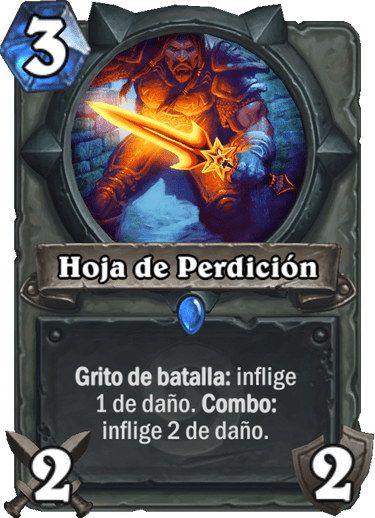 3
Hoja de Perdición
Grito de batalla: inflige
1 de daño. Combo:
inflige 2 de daño.
2
2